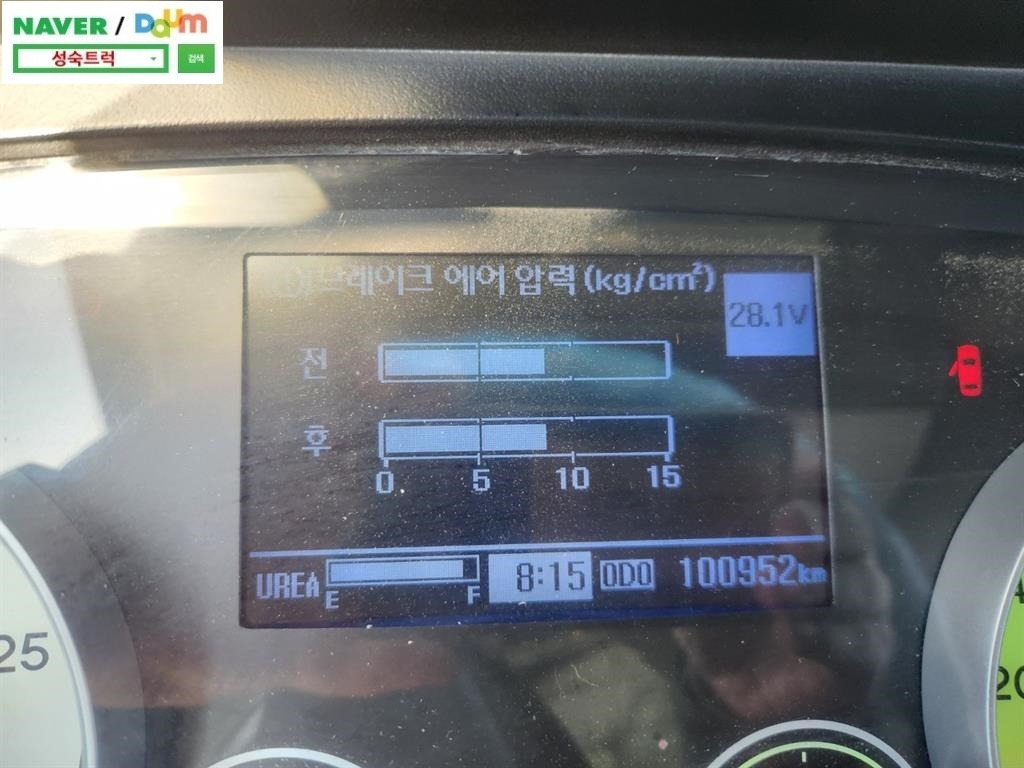 NAVER / Daum
성숙트럭 검색
브레이크 에어 압력 (kg/cm²)
28.1V
전
후
0 5 10 15
UREA E F 8:15 ODO 100952km
25
20